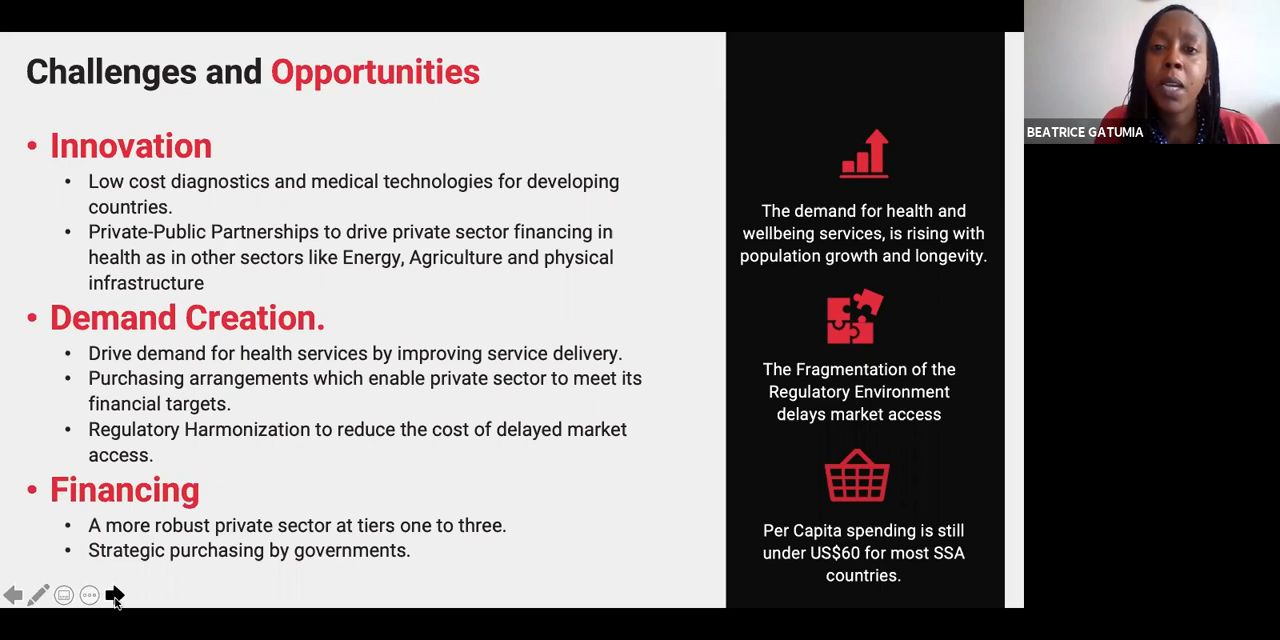 Challenges and Opportunities
• Innovation
• Low cost diagnostics and medical technologies for developing
countries.
• Private-Public Partnerships to drive private sector financing in
health as in other sectors like Energy, Agriculture and physical
infrastructure
• Demand Creation.
• Drive demand for health services by improving service delivery.
• Purchasing arrangements which enable private sector to meet its
financial targets.
• Regulatory Harmonization to reduce the cost of delayed market
access.
• Financing
• A more robust private sector at tiers one to three.
• Strategic purchasing by governments.
The demand for health and
wellbeing services, is rising with
population growth and longevity.
The Fragmentation of the
Regulatory Environment
delays market access
Per Capita spending is still
under US$60 for most SSA
countries.
BEATRICE GATUMIA